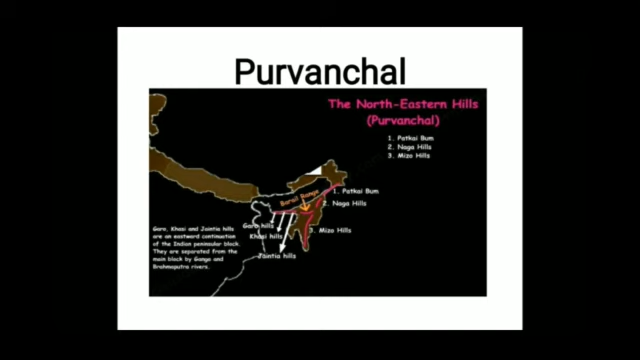 Purvanchal
The North-Eastern Hills
(Purvanchal)
1. Patkai Bum
2. Naga Hills
3. Mizo Hills
Barail Range
1. Patkai Bum
2. Naga Hills
Garo hills
Khasi hills
3. Mizo Hills
Jaintia hills
Garo, Khasi and Jaintia hills
are an eastward continuation
of the Indian peninsular block.
They are separated from the
main block by Ganga and
Brahmaputra rivers.